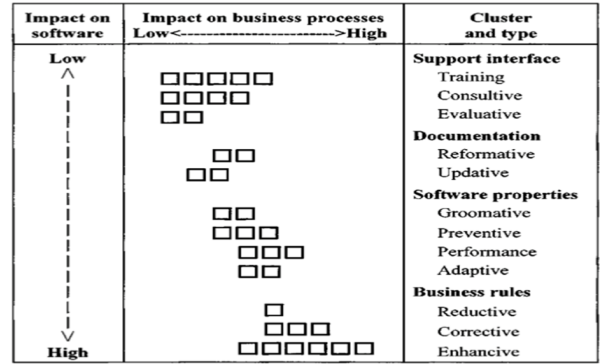 Impact on software
Impact on business processes
Low<----------------------->High
Cluster and type
Low
High
Support interface
Training
Consultive
Evaluative
Documentation
Reformative
Updative
Software properties
Groomative
Preventive
Performance
Adaptive
Business rules
Reductive
Corrective
Enhancive